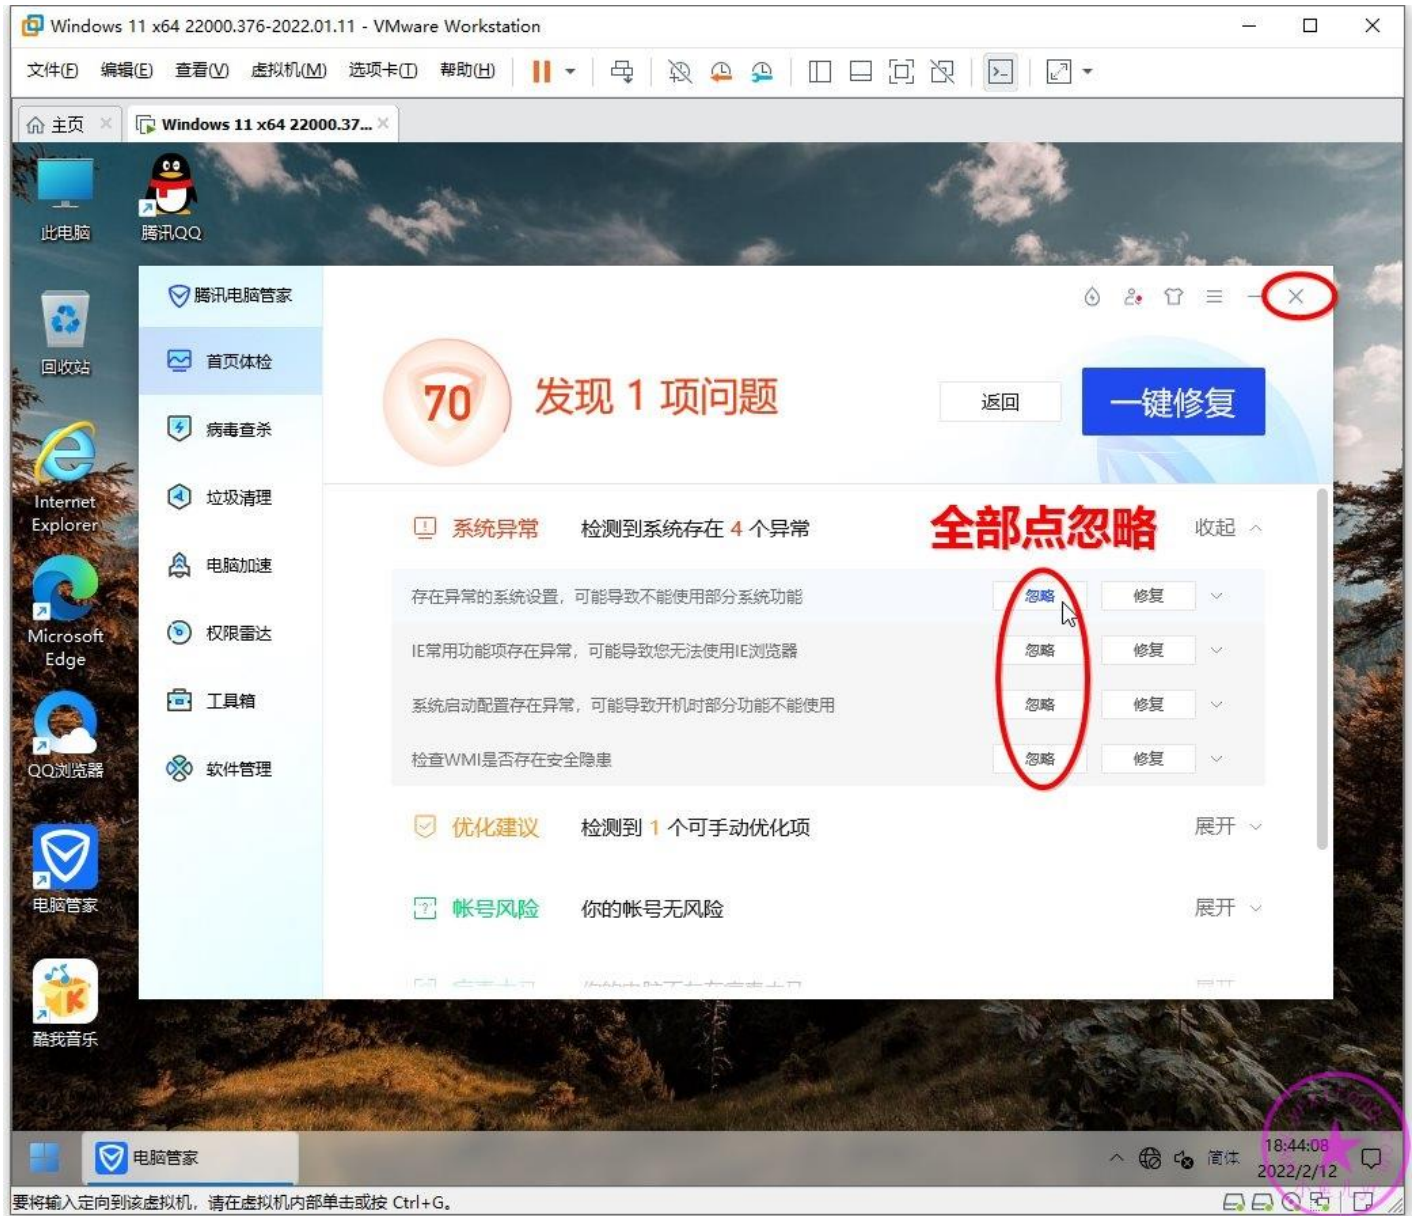 Windows 11 x64 22000.376-2022.01.11 - VMware Workstation
文件(F) 编辑(E) 查看(V) 虚拟机(M) 选项卡(T) 帮助(H)
主页
Windows 11 x64 22000.37...
此电脑
腾讯QQ
回收站
Internet
Explorer
Microsoft
Edge
QQ浏览器
电脑管家
酷我音乐
腾讯电脑管家
首页体检
病毒查杀
垃圾清理
电脑加速
权限雷达
工具箱
软件管理
70
发现 1 项问题
返回
一键修复
系统异常 检测到系统存在 4 个异常
全部点忽略
收起
存在异常的系统设置，可能导致不能使用部分系统功能 忽略 修复
IE常用功能项存在异常，可能导致您无法使用IE浏览器 忽略 修复
系统启动配置存在异常，可能导致开机时部分功能不能使用 忽略 修复
检查WMI是否存在安全隐患 忽略 修复
优化建议 检测到 1 个可手动优化项 展开
帐号风险 你的帐号无风险 展开
电脑管家
简体
18:44:08
2022/2/12
要将输入定向到该虚拟机，请在虚拟机内部单击或按 Ctrl+G。